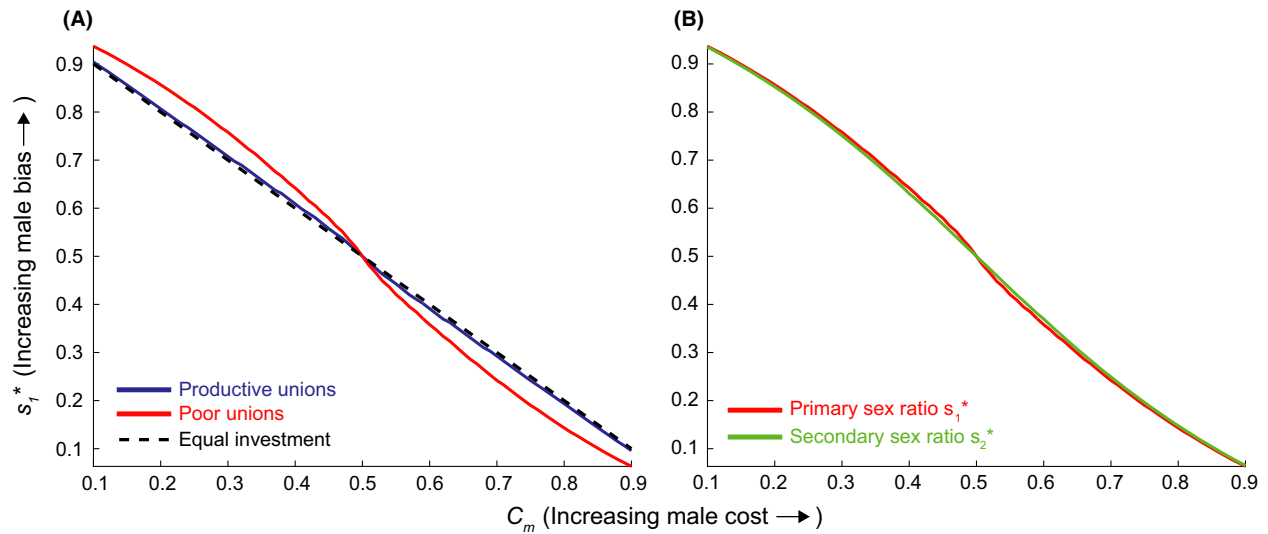 (A)
(B)
s₁* (Increasing male bias →)
0.9
0.8
0.7
0.6
0.5
0.4
0.3
0.2
0.1
Productive unions
Poor unions
Equal investment
0.1 0.2 0.3 0.4 0.5 0.6 0.7 0.8 0.9
0.9
0.8
0.7
0.6
0.5
0.4
0.3
0.2
0.1
Primary sex ratio s₁*
Secondary sex ratio s₂*
0.1 0.2 0.3 0.4 0.5 0.6 0.7 0.8 0.9
Cₘ (Increasing male cost →)